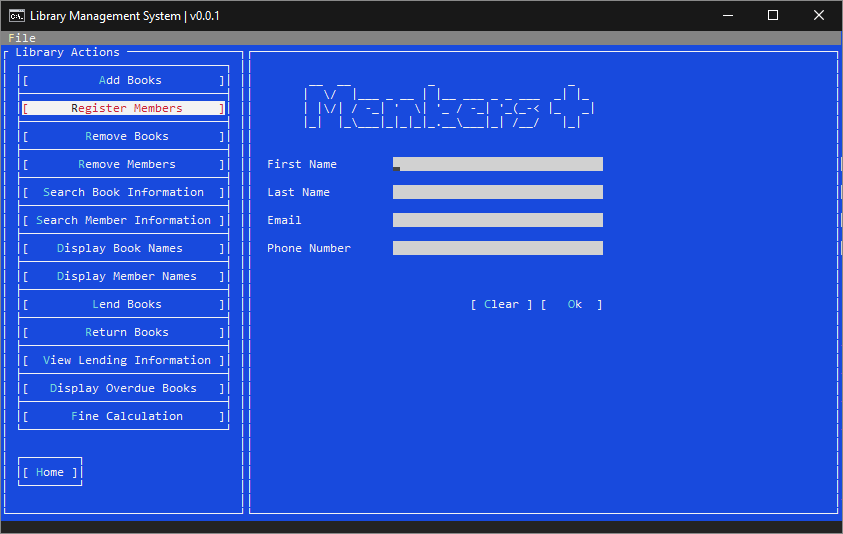 Library Management System | v0.0.1
File
Library Actions
[ Add Books ]
[ Register Members ]
[ Remove Books ]
[ Remove Members ]
[ Search Book Information ]
[ Search Member Information ]
[ Display Book Names ]
[ Display Member Names ]
[ Lend Books ]
[ Return Books ]
[ View Lending Information ]
[ Display Overdue Books ]
[ Fine Calculation ]
[ Home ]
Members+
First Name
Last Name
Email
Phone Number
[ Clear ] [ Ok ]